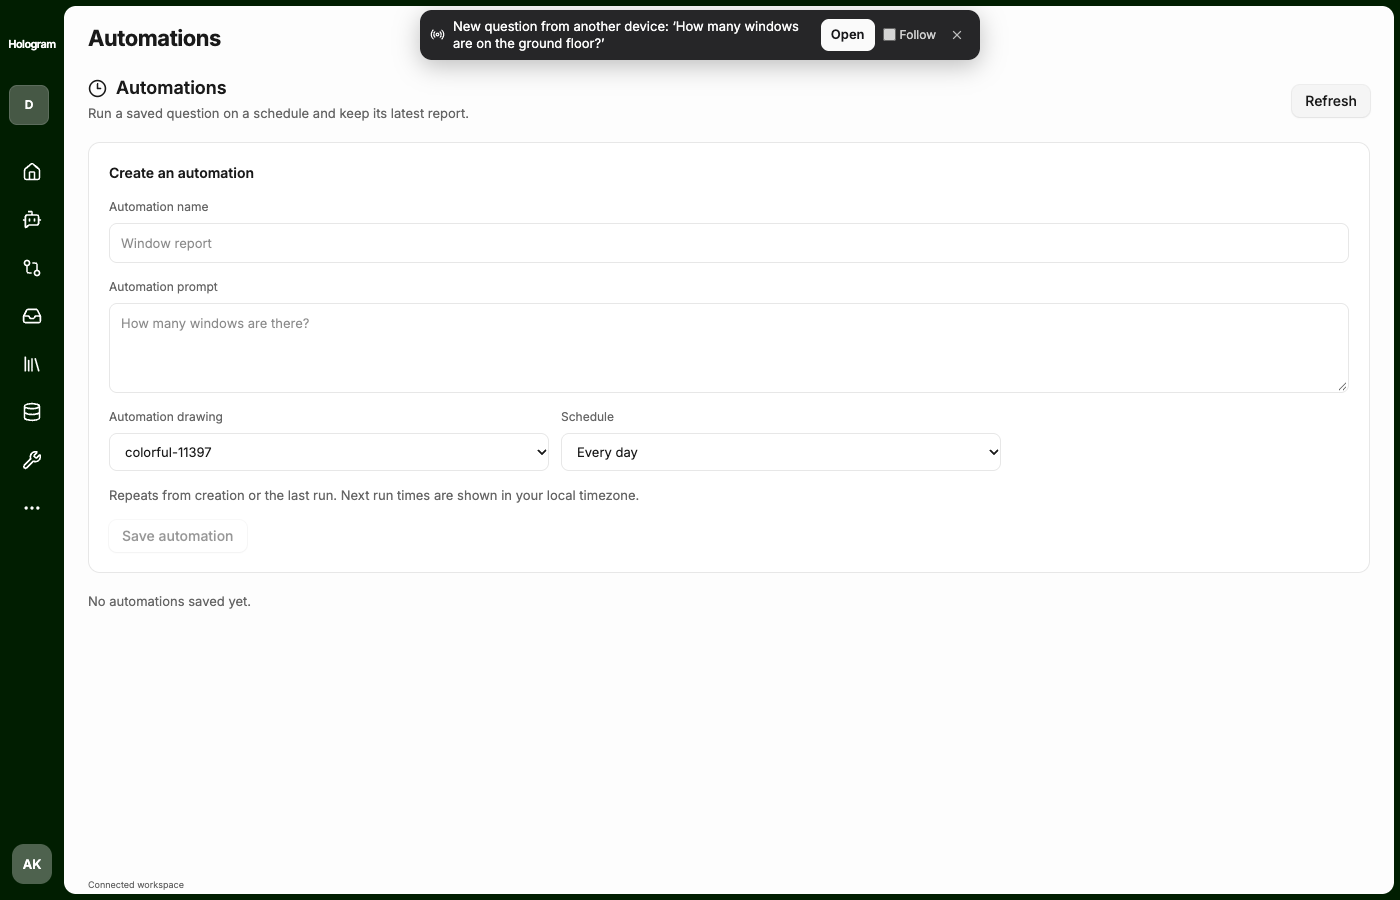 Hologram
D
AK
Automations
New question from another device: ‘How many windows
are on the ground floor?’
Open
Follow
Automations
Run a saved question on a schedule and keep its latest report.
Refresh
Create an automation
Automation name
Window report
Automation prompt
How many windows are there?
Automation drawing
Schedule
colorful-11397
Every day
Repeats from creation or the last run. Next run times are shown in your local timezone.
Save automation
No automations saved yet.
Connected workspace